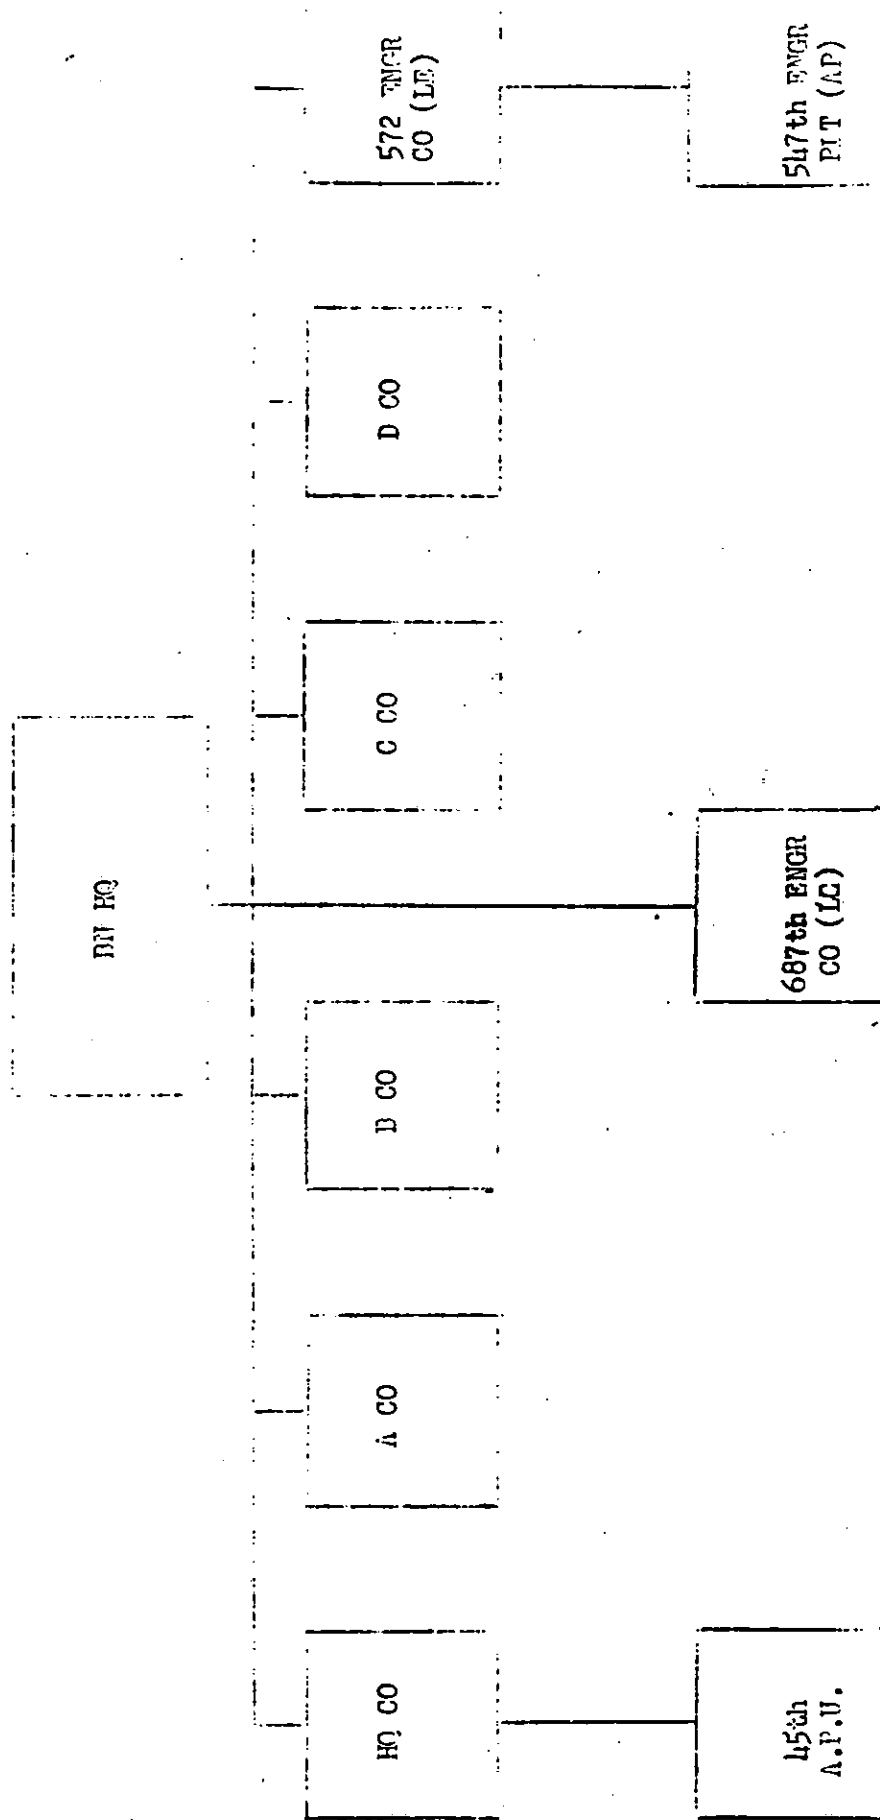 BN HQ
HQ CO
A CO
B CO
C CO
D CO
572 ENGR
CO (LE)
45th
A.P.U.
687th ENGR
CO (LC)
547th ENGR
PLT (AP)